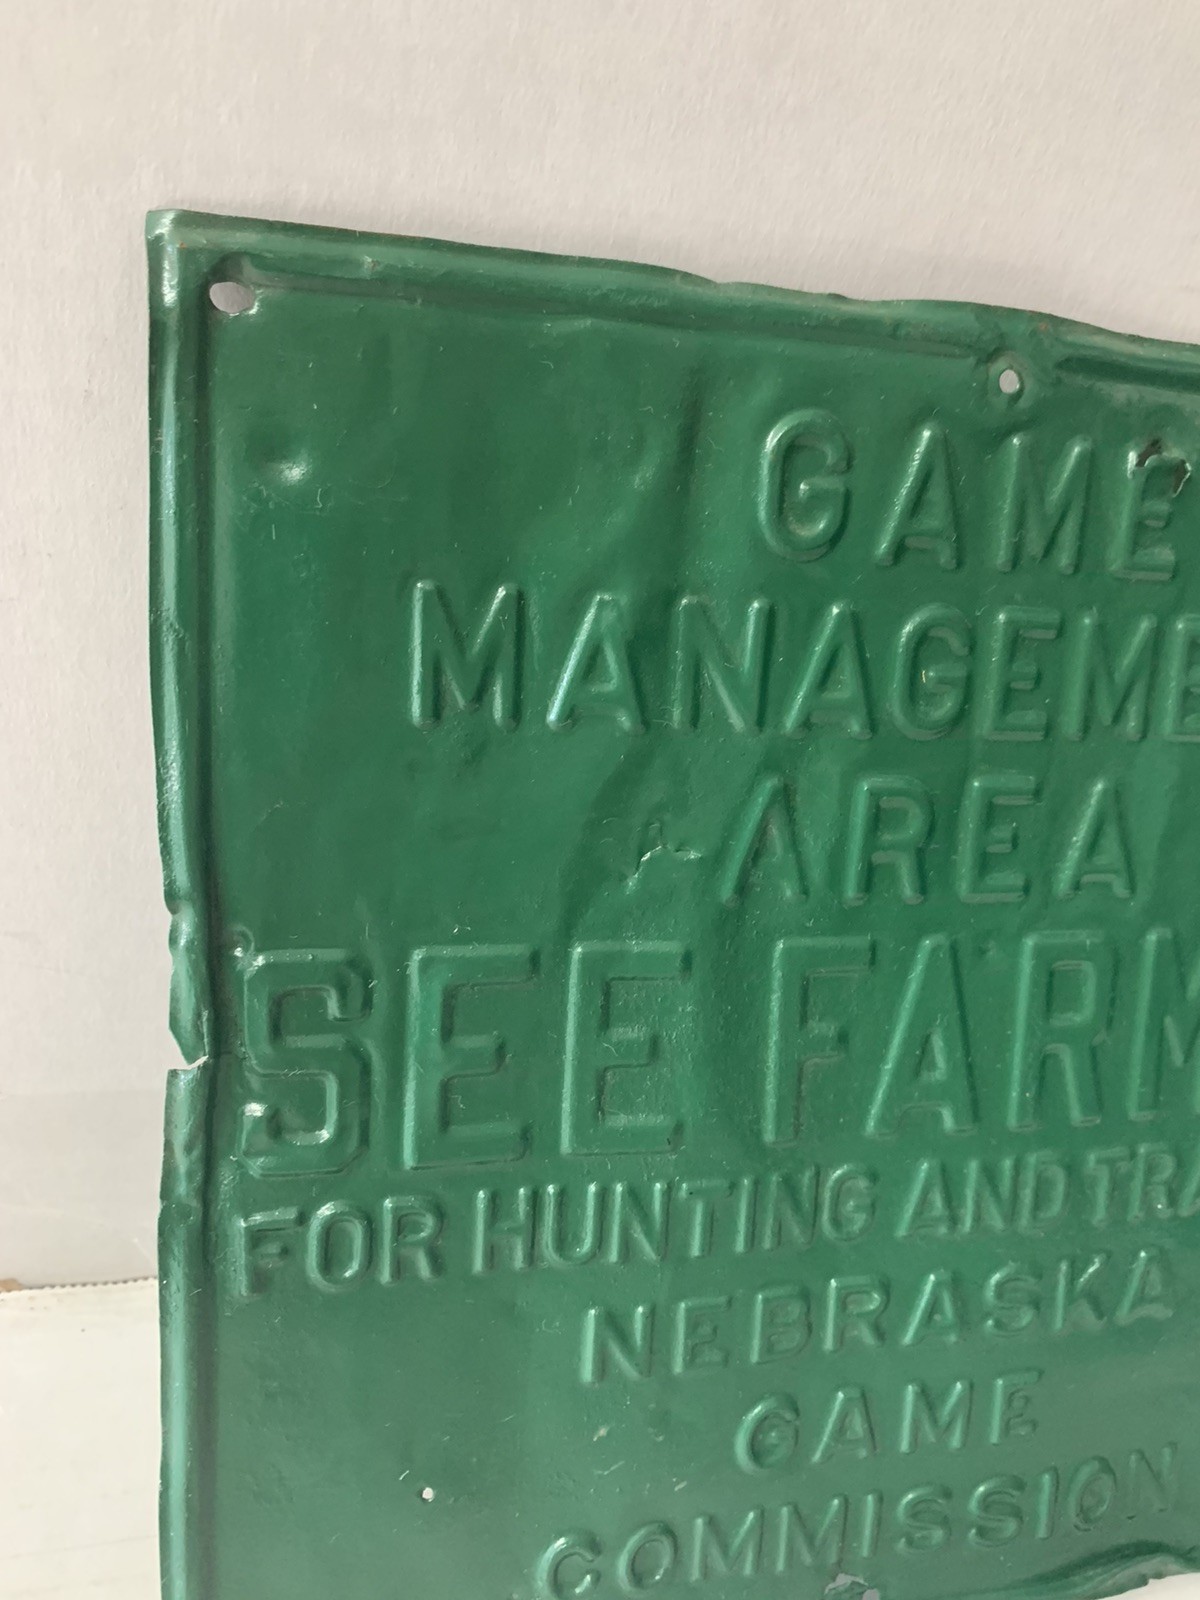 GAME
MANAGEME
AREA
SEE FARM
FOR HUNTING AND TRA
NEBRASKA
GAME
COMMISSION